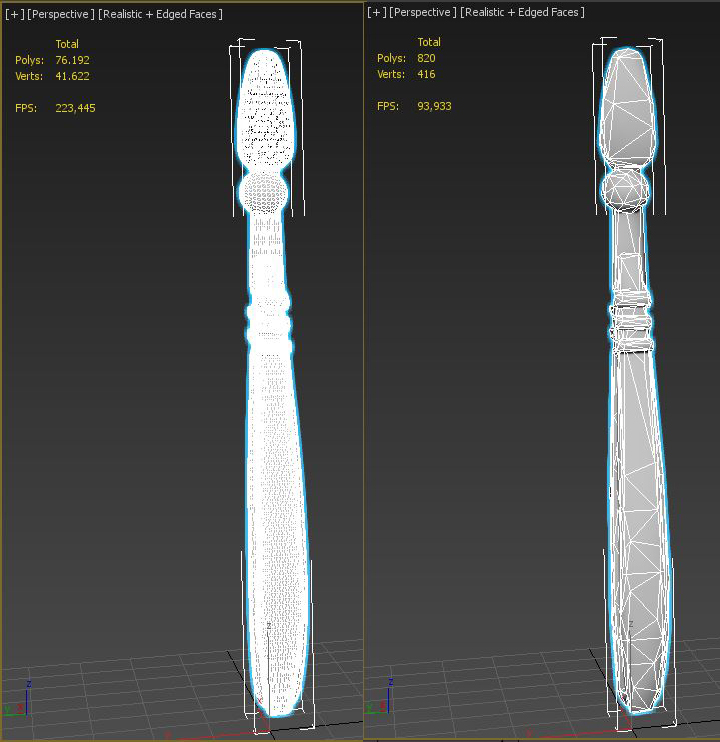 [+] [Perspective] [Realistic + Edged Faces]
Total
Polys: 76.192
Verts: 41.622
FPS: 223,445
z
z
y x
[+] [Perspective] [Realistic + Edged Faces]
Total
Polys: 820
Verts: 416
FPS: 93,933
z
z
y x